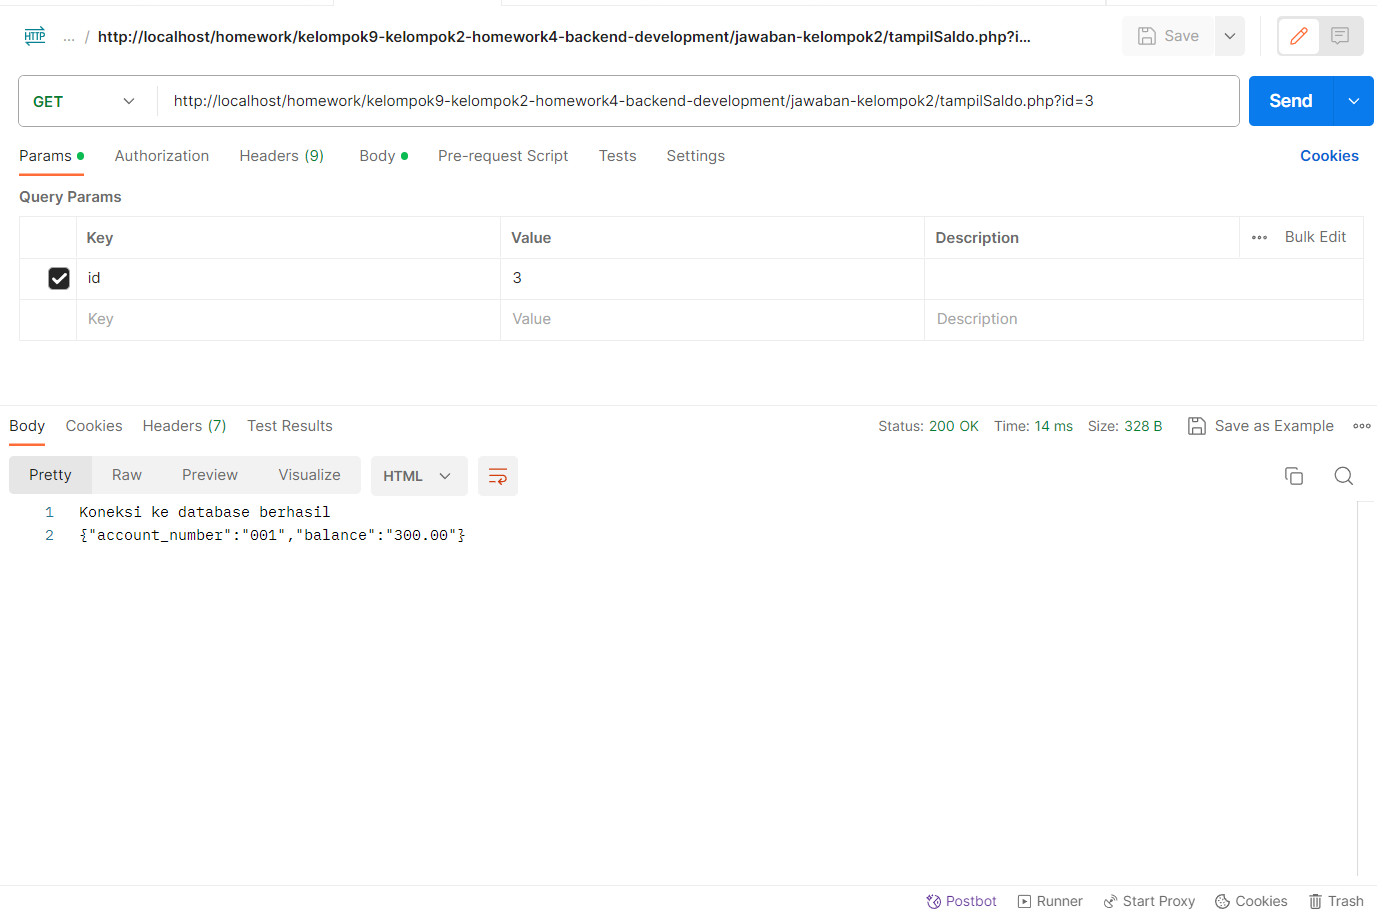 HTTP ... / http://localhost/homework/kelompok9-kelompok2-homework4-backend-development/jawaban-kelompok2/tampilSaldo.php?i... Save
GET http://localhost/homework/kelompok9-kelompok2-homework4-backend-development/jawaban-kelompok2/tampilSaldo.php?id=3 Send
Params Authorization Headers (9) Body Pre-request Script Tests Settings Cookies
Query Params
Key Value Description ... Bulk Edit
id 3
Key Value Description
Body Cookies Headers (7) Test Results Status: 200 OK Time: 14 ms Size: 328 B Save as Example ...
Pretty Raw Preview Visualize HTML
1 Koneksi ke database berhasil
2 {"account_number":"001","balance":"300.00"}
Postbot Runner Start Proxy Cookies Trash